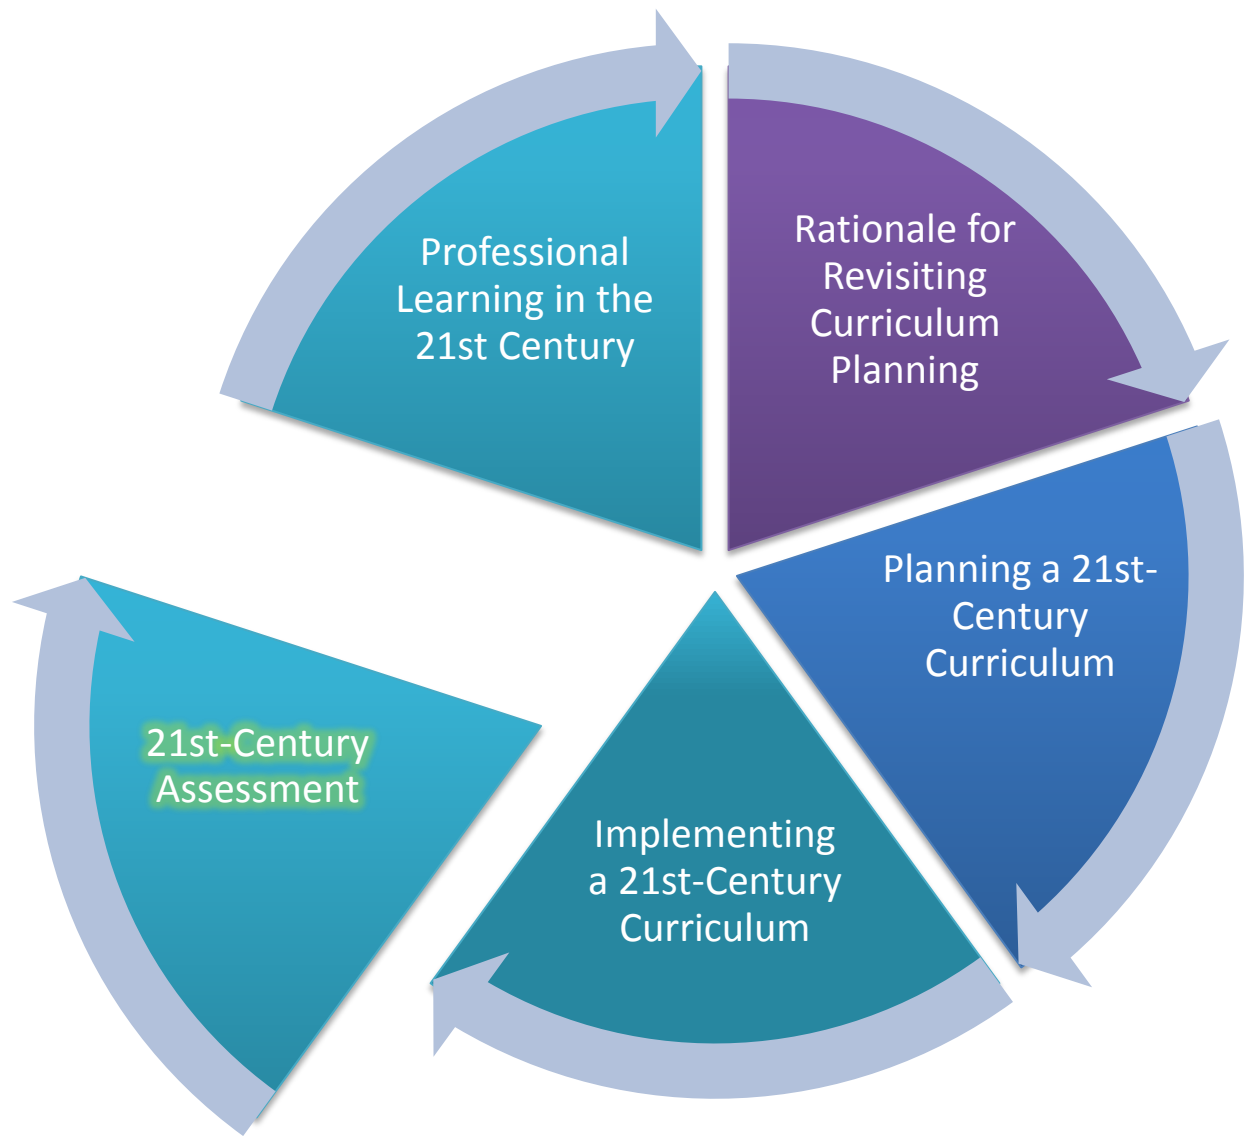 Rationale for
Revisiting
Curriculum
Planning
Planning a 21st-
Century
Curriculum
Implementing
a 21st-Century
Curriculum
21st-Century
Assessment
Professional
Learning in the
21st Century